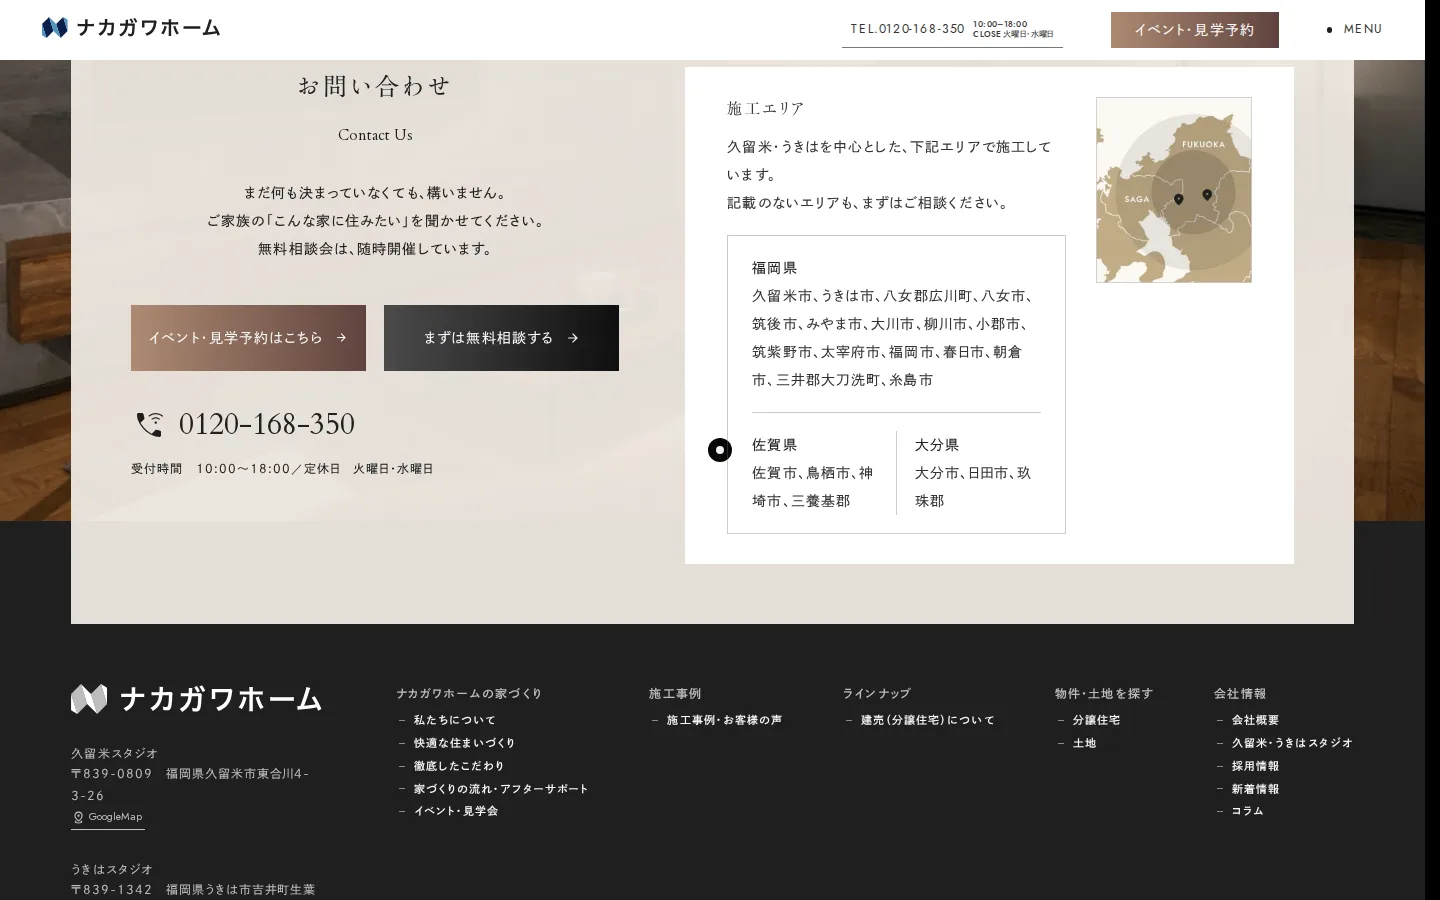 ナカガワホーム
TEL.0120-168-350
10:00–18:00
CLOSE 火曜日・水曜日
イベント・見学予約
MENU
お問い合わせ
Contact Us
まだ何も決まっていなくても、構いません。
ご家族の「こんな家に住みたい」を聞かせてください。
無料相談会は、随時開催しています。
イベント・見学予約はこちら
まずは無料相談する
0120-168-350
受付時間　10:00〜18:00／定休日　火曜日・水曜日
施工エリア
久留米・うきはを中心とした、下記エリアで施工して
います。
記載のないエリアも、まずはご相談ください。
福岡県
久留米市、うきは市、八女郡広川町、八女市、
筑後市、みやま市、大川市、柳川市、小郡市、
筑紫野市、太宰府市、福岡市、春日市、朝倉
市、三井郡大刀洗町、糸島市
佐賀県
佐賀市、鳥栖市、神
埼市、三養基郡
大分県
大分市、日田市、玖
珠郡
FUKUOKA
SAGA
ナカガワホーム
久留米スタジオ
〒839-0809　福岡県久留米市東合川4-
3-26
GoogleMap
うきはスタジオ
〒839-1342　福岡県うきは市吉井町生葉
ナカガワホームの家づくり
– 私たちについて
– 快適な住まいづくり
– 徹底したこだわり
– 家づくりの流れ・アフターサポート
– イベント・見学会
施工事例
– 施工事例・お客様の声
ラインナップ
– 建売（分譲住宅）について
物件・土地を探す
– 分譲住宅
– 土地
会社情報
– 会社概要
– 久留米・うきはスタジオ
– 採用情報
– 新着情報
– コラム